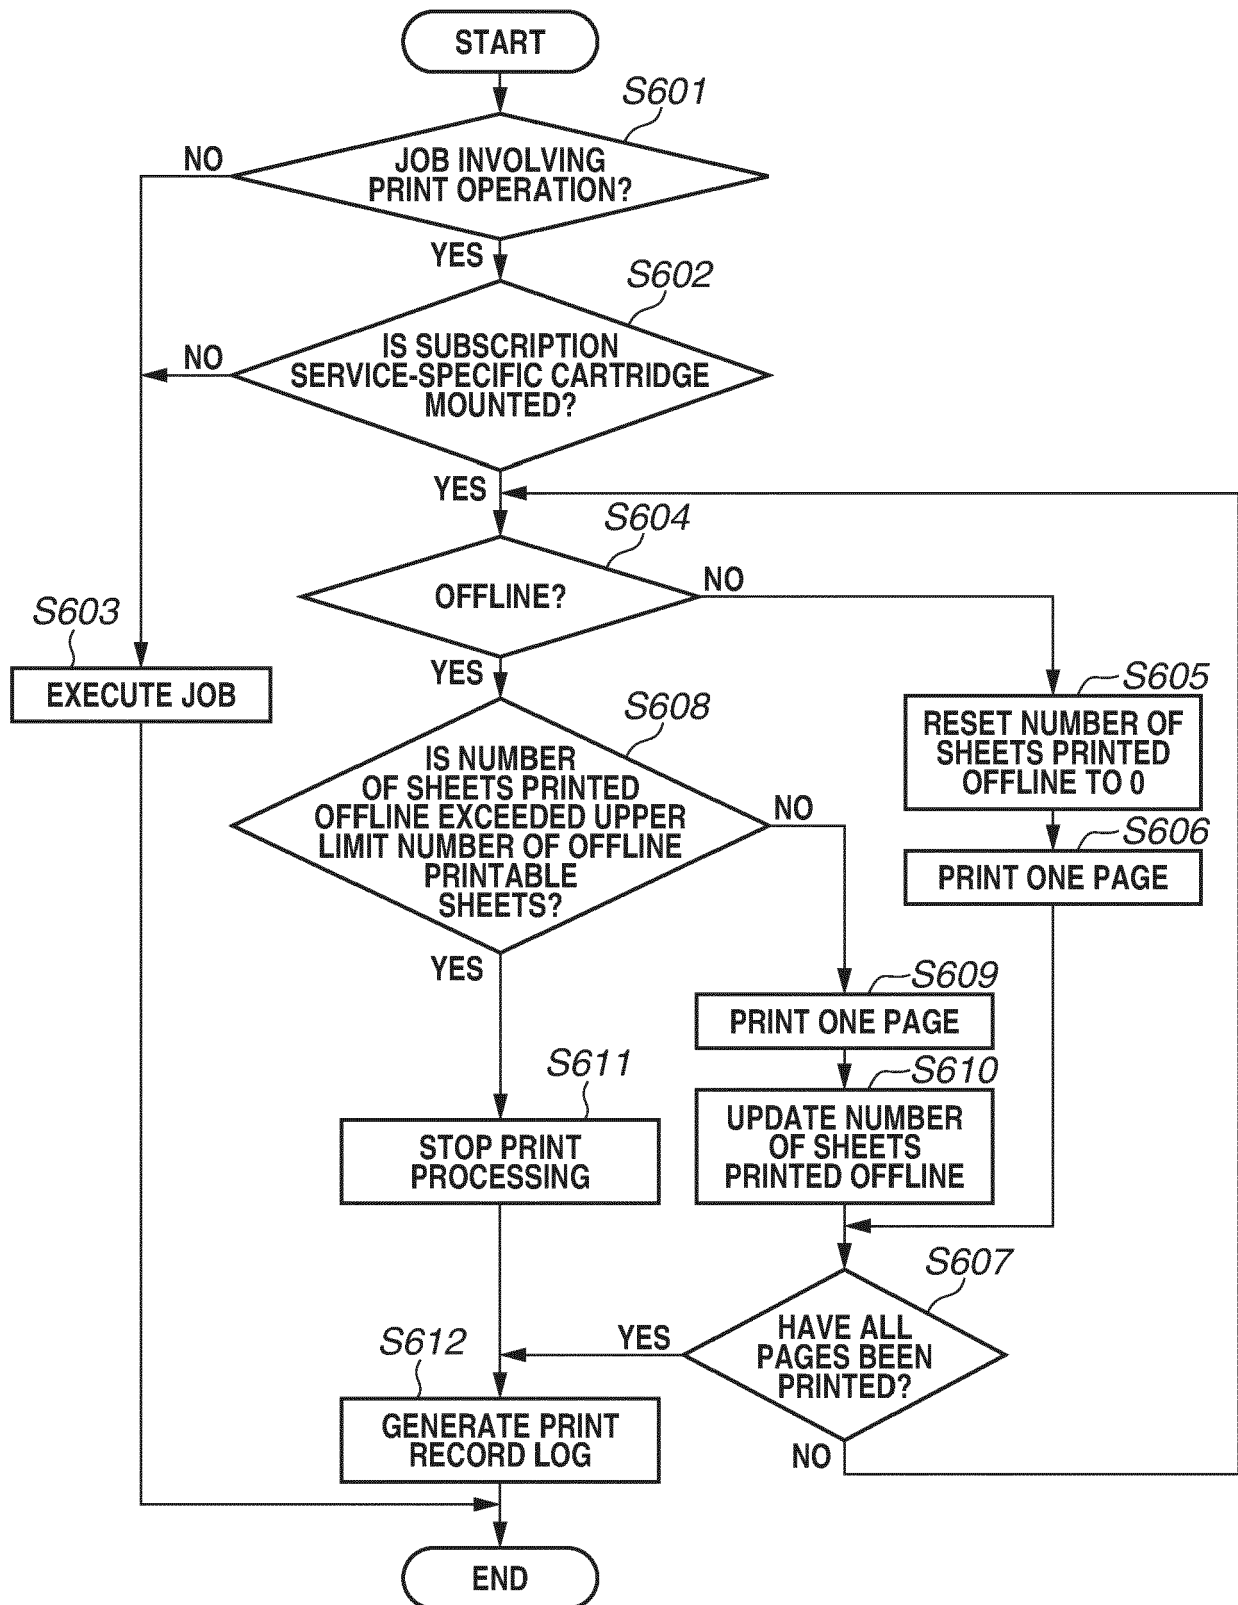 START
S601
NO
JOB INVOLVING
PRINT OPERATION?
YES
S602
NO
IS SUBSCRIPTION
SERVICE-SPECIFIC CARTRIDGE
MOUNTED?
YES
S604
OFFLINE?
NO
S603
EXECUTE JOB
YES
S605
RESET NUMBER OF
SHEETS PRINTED
OFFLINE TO 0
S608
IS NUMBER
OF SHEETS PRINTED
OFFLINE EXCEEDED UPPER
LIMIT NUMBER OF OFFLINE
PRINTABLE
SHEETS?
NO
S606
PRINT ONE PAGE
YES
S609
PRINT ONE PAGE
S610
UPDATE NUMBER
OF SHEETS
PRINTED OFFLINE
S611
STOP PRINT
PROCESSING
S607
HAVE ALL
PAGES BEEN
PRINTED?
YES
NO
S612
GENERATE PRINT
RECORD LOG
END